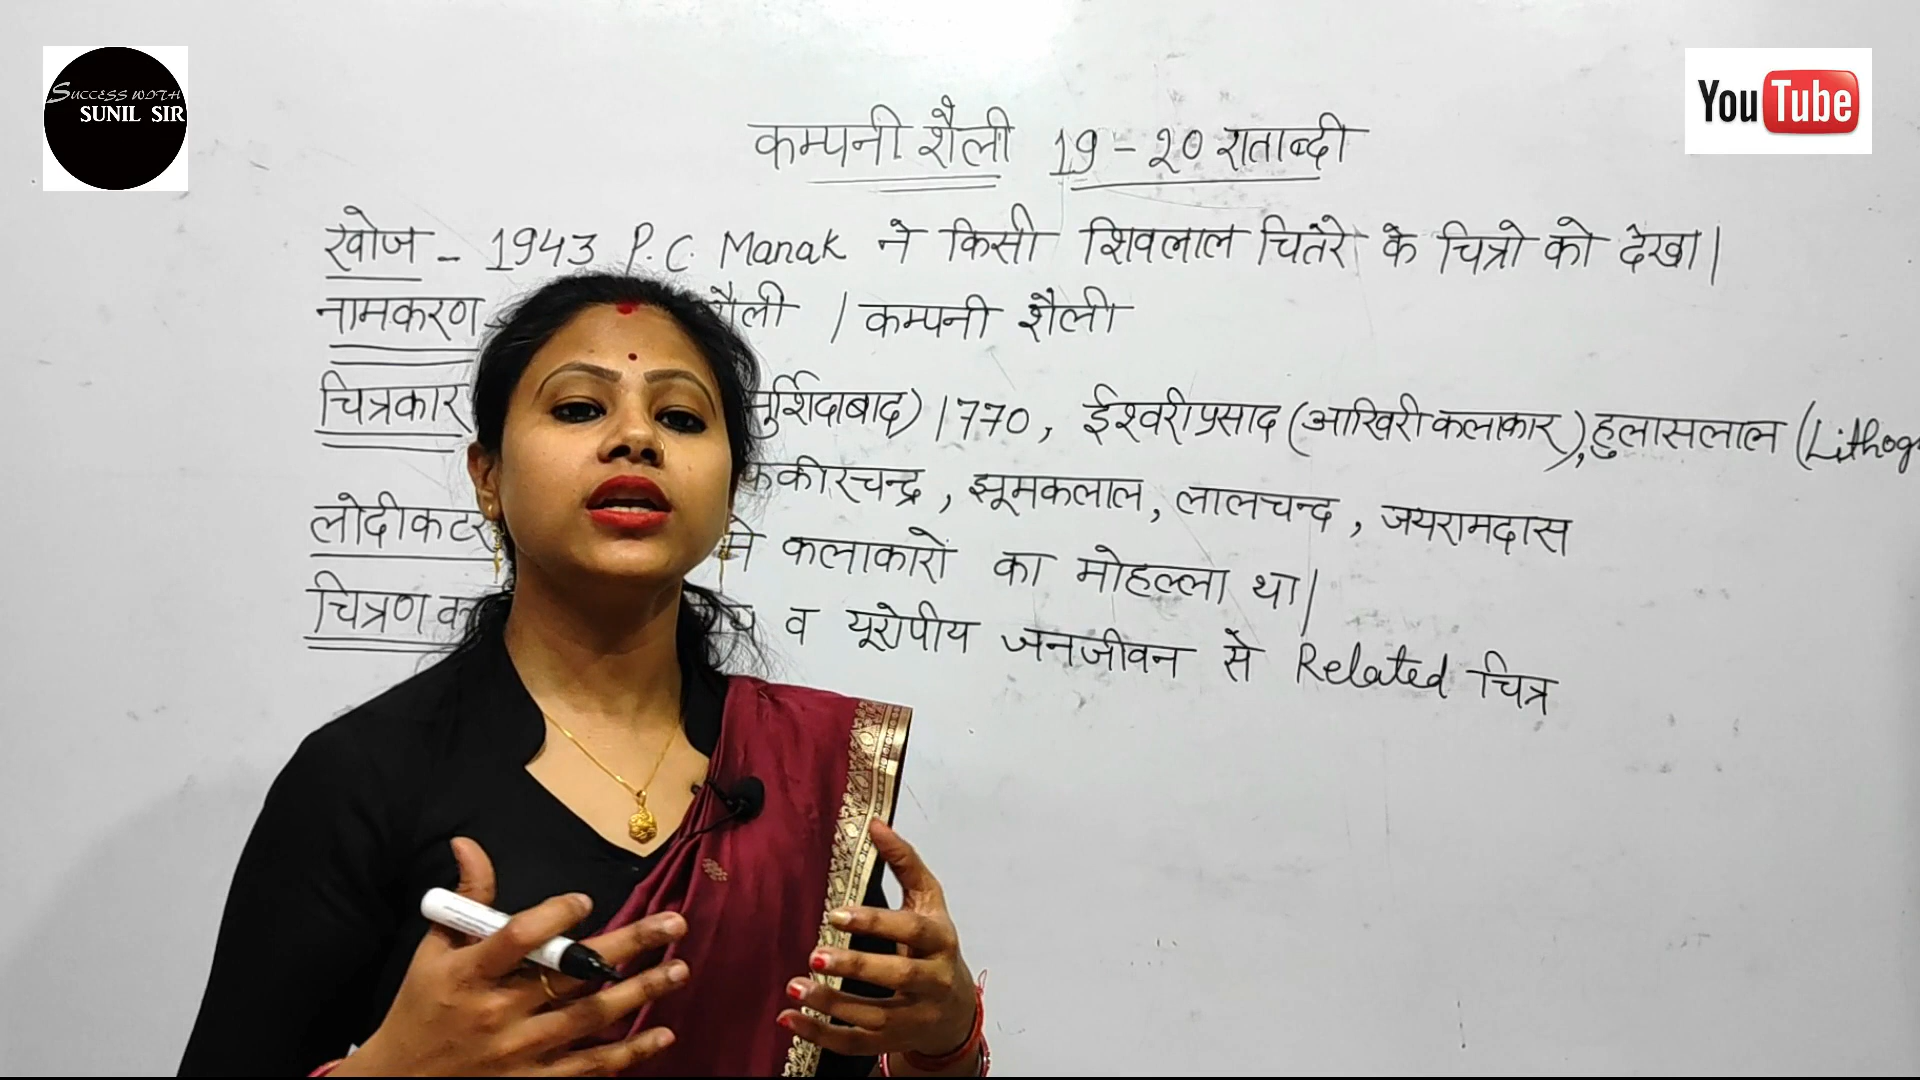 SUCCESS WITH
SUNIL SIR
YouTube
कम्पनी शैली 19-20 शताब्दी
खोज - 1943 P.C. Manak ने किसी शिवलाल चितेरे के चित्रो को देखा।
नामकरण - शैली / कम्पनी शैली
चित्रकार मुर्शिदाबाद) 1770, ईश्वरीप्रसाद (आखिरी कलाकार), हुलासलाल (Lithog
फकीरचन्द्र, झूमकलाल, लालचन्द, जयरामदास
लोदीकटर मे कलाकारों का मोहल्ला था।
चित्रण व यूरोपीय जनजीवन से Related चित्र